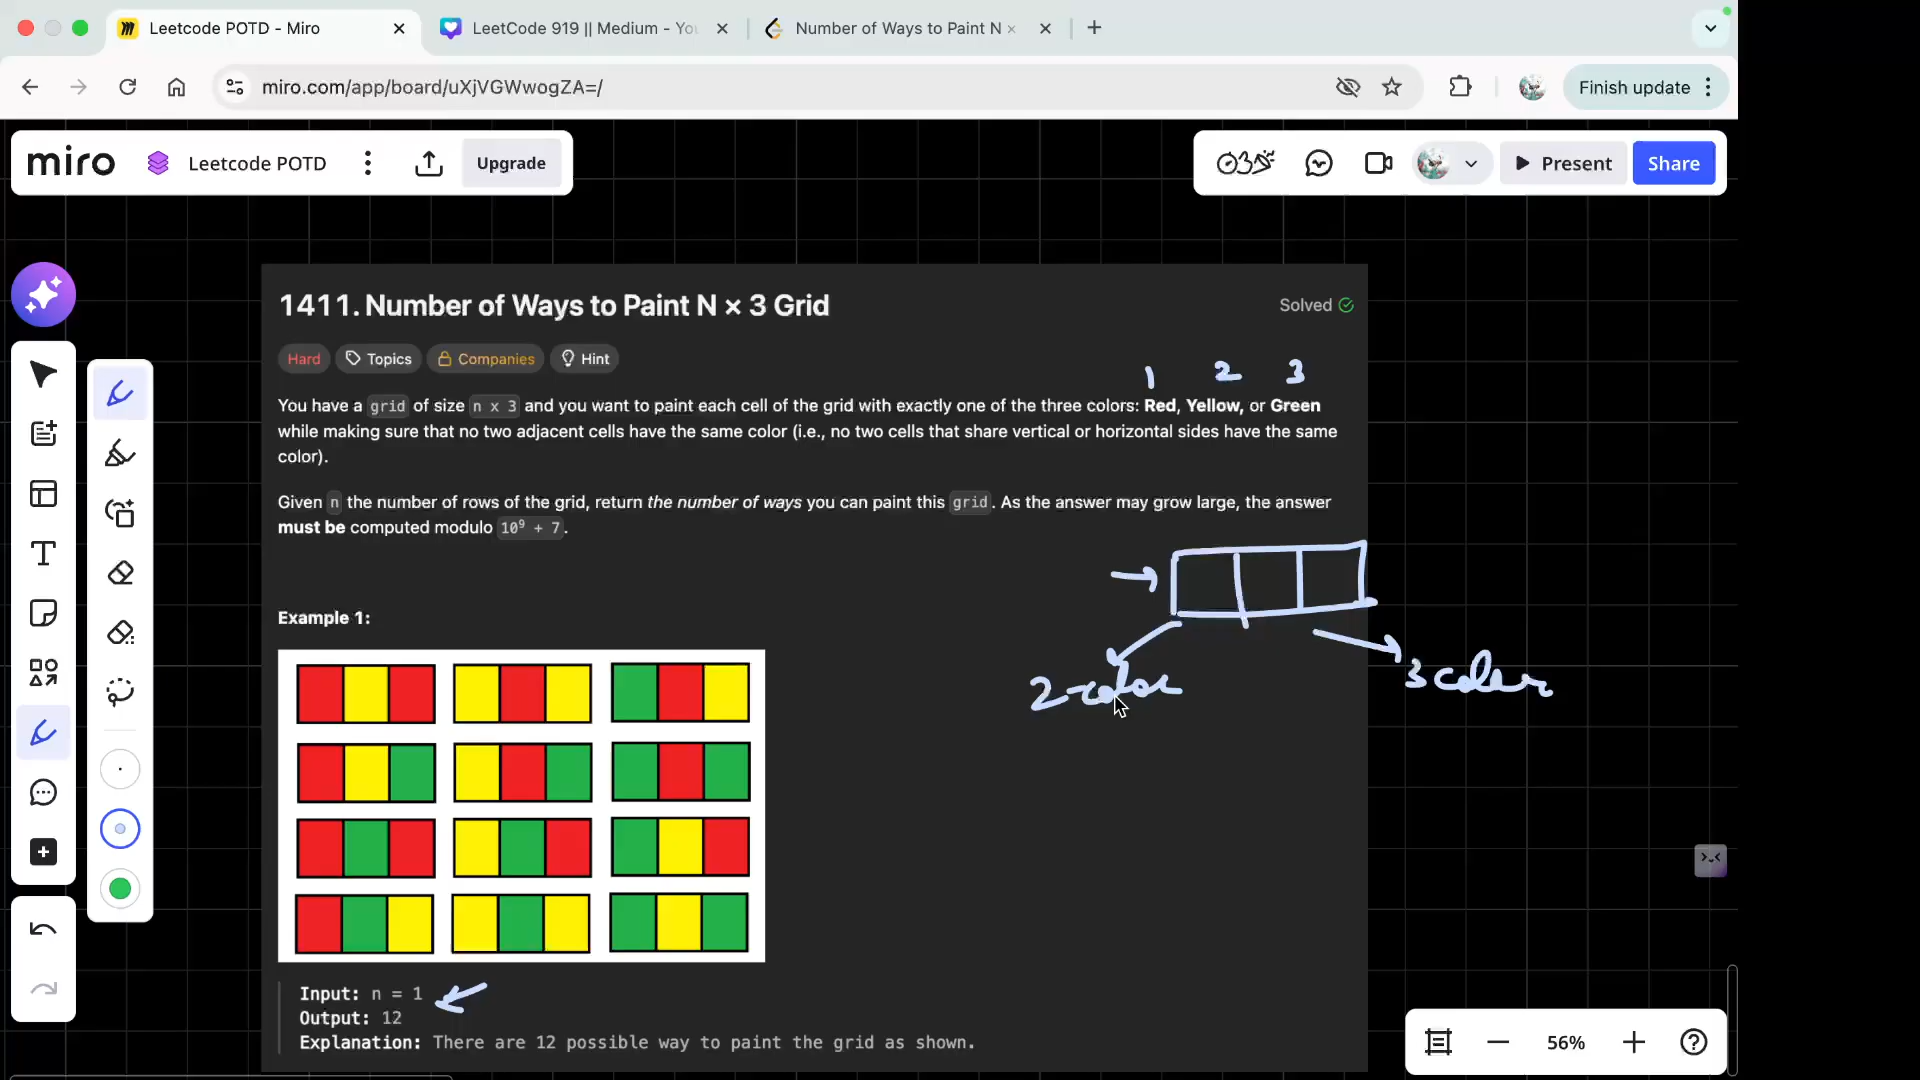 Leetcode POTD - Miro
LeetCode 919 || Medium - Yo
Number of Ways to Paint N ×
miro.com/app/board/uXjVGWwogZA=/
Finish update
miro
Leetcode POTD
Upgrade
Present
Share
1411. Number of Ways to Paint N × 3 Grid
Solved
Hard
Topics
Companies
Hint
1 2 3
You have a grid of size n x 3 and you want to paint each cell of the grid with exactly one of the three colors: Red, Yellow, or Green
while making sure that no two adjacent cells have the same color (i.e., no two cells that share vertical or horizontal sides have the same
color).
Given n the number of rows of the grid, return the number of ways you can paint this grid. As the answer may grow large, the answer
must be computed modulo 10⁹ + 7.
Example 1:
2-color
3 color
Input: n = 1
Output: 12
Explanation: There are 12 possible way to paint the grid as shown.
56%